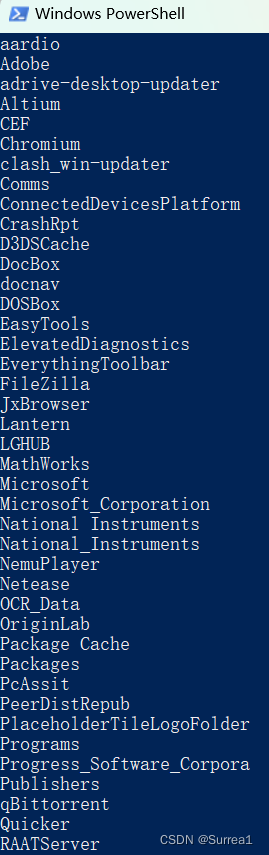 Windows PowerShell
aardio
Adobe
adrive-desktop-updater
Altium
CEF
Chromium
clash_win-updater
Comms
ConnectedDevicesPlatform
CrashRpt
D3DSCache
DocBox
docnav
DOSBox
EasyTools
ElevatedDiagnostics
EverythingToolbar
FileZilla
JxBrowser
Lantern
LGHUB
MathWorks
Microsoft
Microsoft_Corporation
National Instruments
National_Instruments
NemuPlayer
Netease
OCR_Data
OriginLab
Package Cache
Packages
PcAssit
PeerDistRepub
PlaceholderTileLogoFolder
Programs
Progress_Software_Corpora
Publishers
qBittorrent
Quicker
RAATServer
CSDN @Surrea1